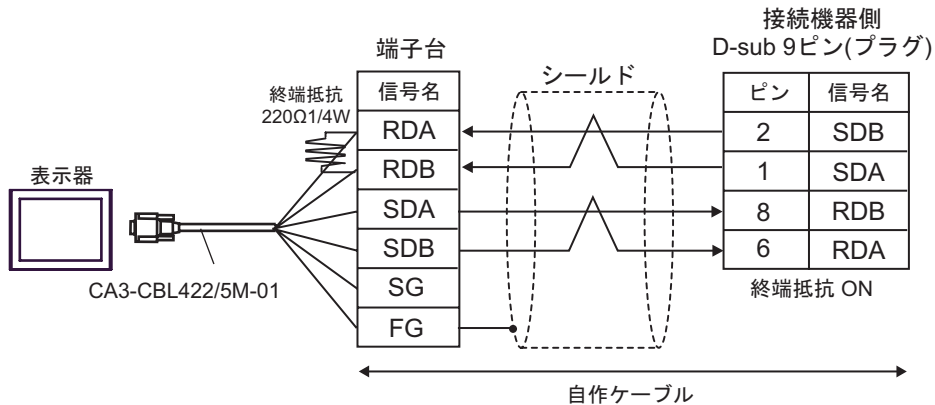 接続機器側
D-sub 9ピン(プラグ)
端子台
シールド
終端抵抗
220Ω1/4W
信号名
ピン 信号名
RDA 2 SDB
RDB 1 SDA
表示器
SDA 8 RDB
SDB 6 RDA
CA3-CBL422/5M-01
SG
終端抵抗 ON
FG
自作ケーブル